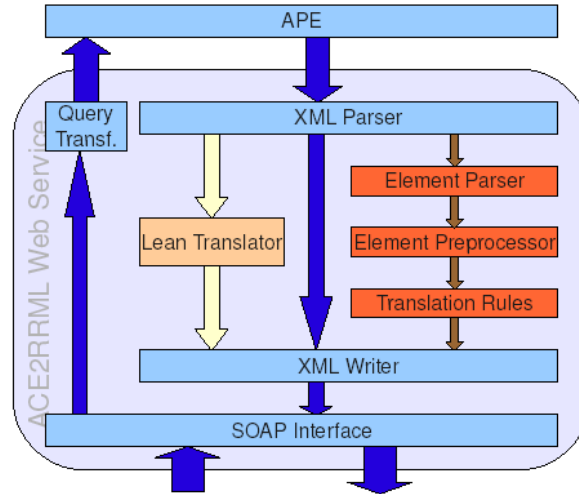 APE
Query
Transf.
XML Parser
Element Parser
Lean Translator
Element Preprocessor
Translation Rules
XML Writer
SOAP Interface
ACE2RRML Web Service